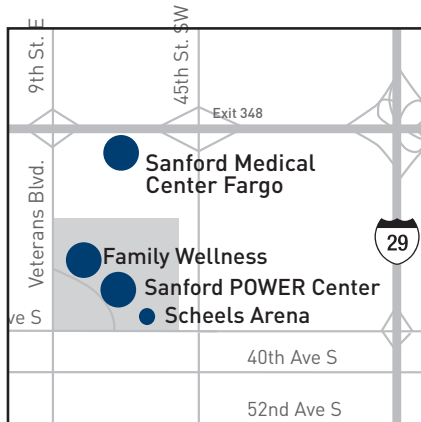 9th St. E
45th St. SW
Exit 348
Sanford Medical
Center Fargo
Veterans Blvd.
29
Family Wellness
Sanford POWER Center
Scheels Arena
ve S
40th Ave S
52nd Ave S